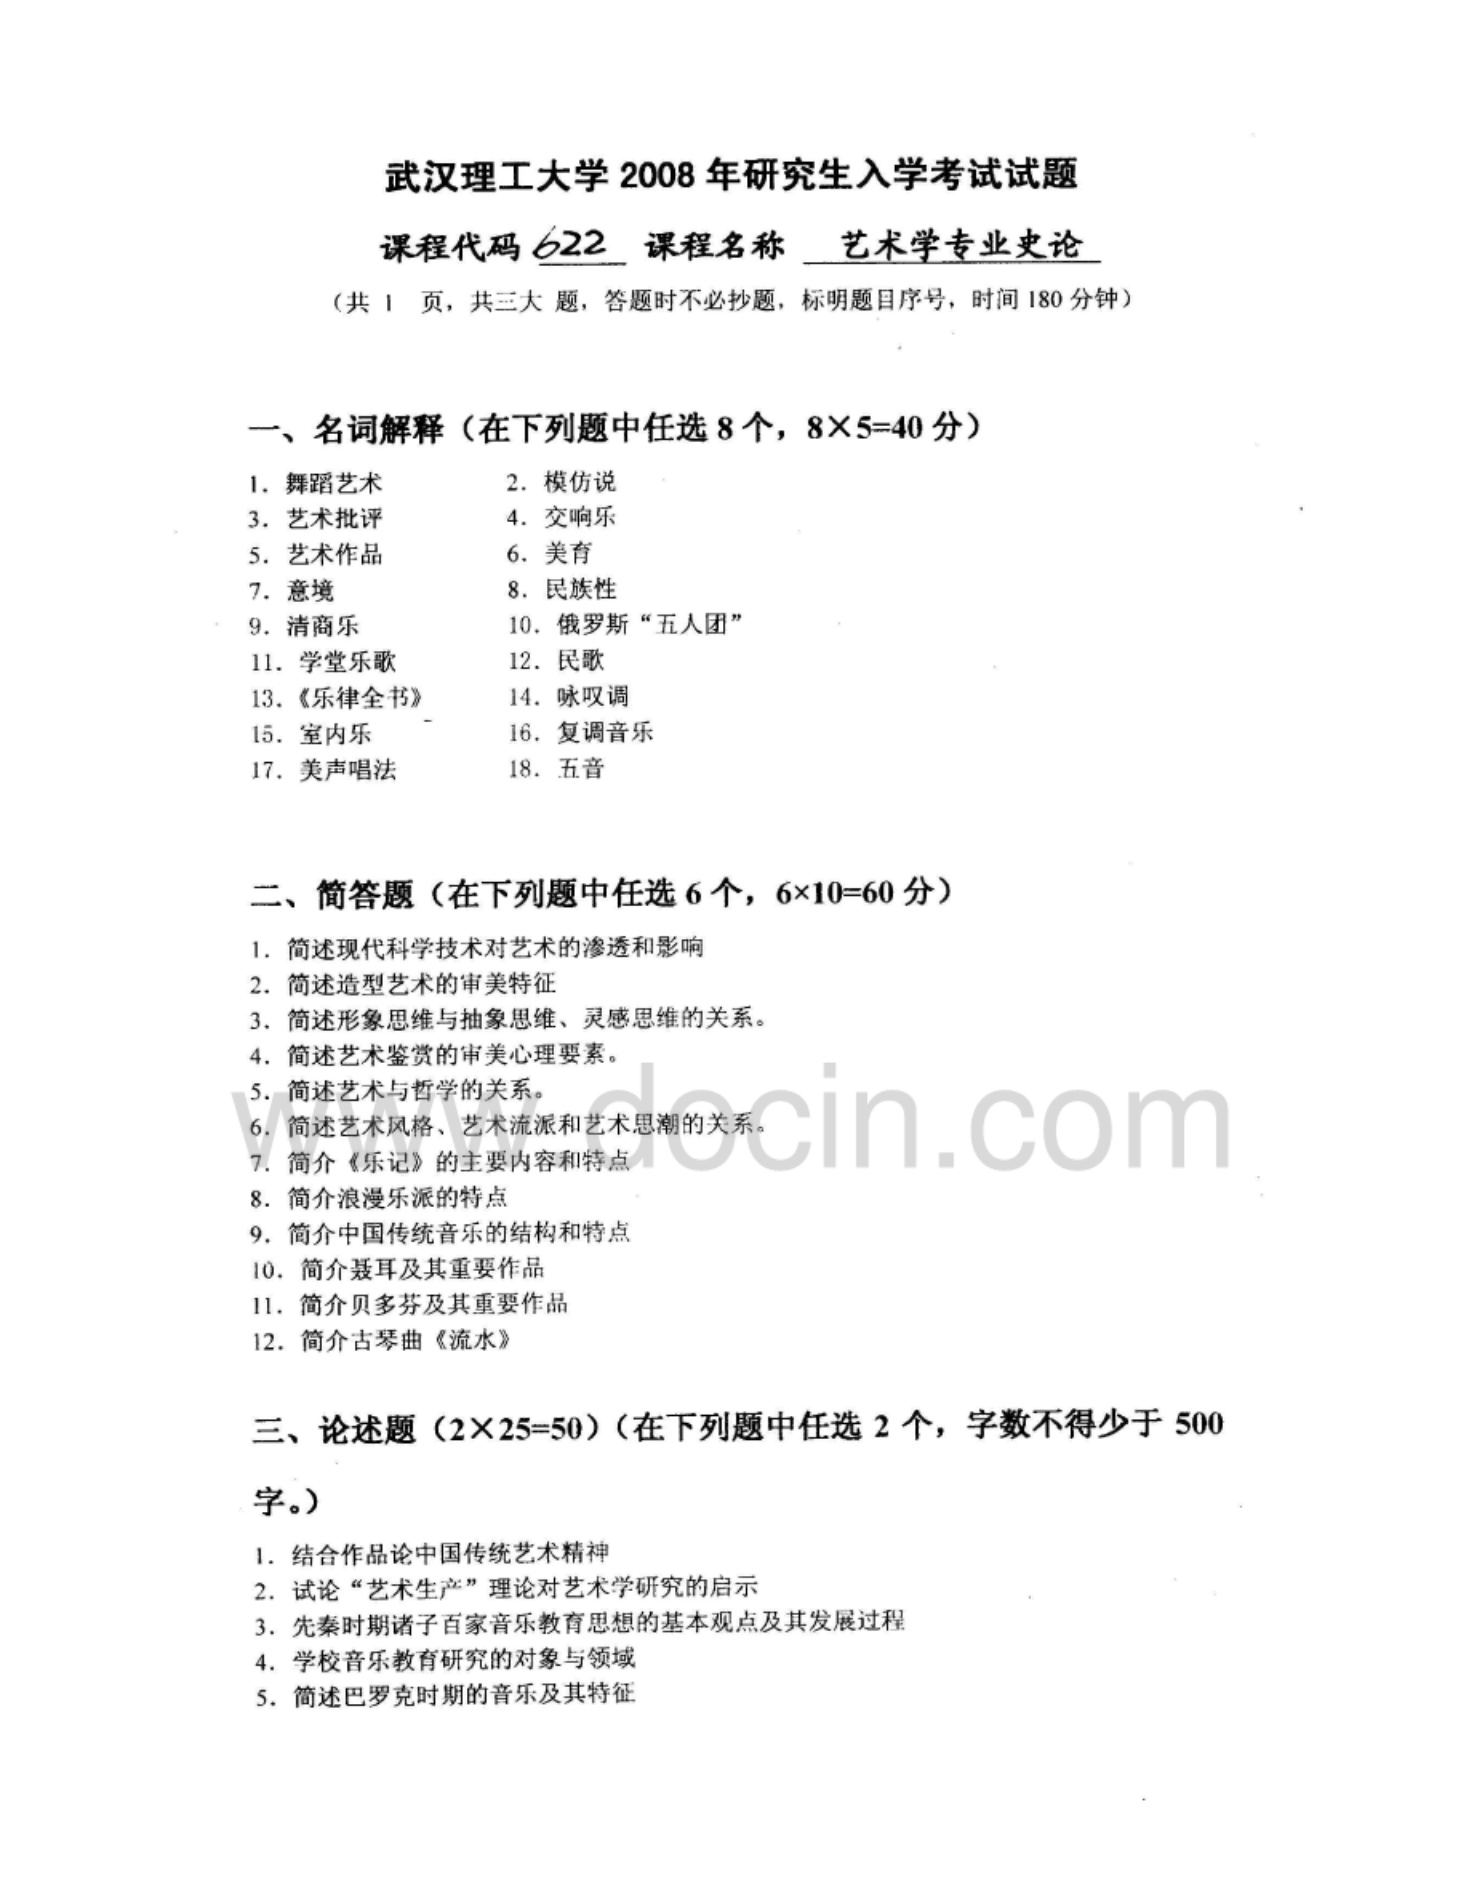 武汉理工大学 2008 年研究生入学考试试题
课程代码 622 课程名称 艺术学专业史论
（共 1 页，共三大 题，答题时不必抄题，标明题目序号，时间 180 分钟）
一、名词解释（在下列题中任选 8 个，8×5=40 分）
1．舞蹈艺术 2．模仿说
3．艺术批评 4．交响乐
5．艺术作品 6．美育
7．意境 8．民族性
9．清商乐 10．俄罗斯“五人团”
11．学堂乐歌 12．民歌
13．《乐律全书》 14．咏叹调
15．室内乐 16．复调音乐
17．美声唱法 18．五音
二、简答题（在下列题中任选 6 个，6×10=60 分）
1．简述现代科学技术对艺术的渗透和影响
2．简述造型艺术的审美特征
3．简述形象思维与抽象思维、灵感思维的关系。
4．简述艺术鉴赏的审美心理要素。
5．简述艺术与哲学的关系。
6．简述艺术风格、艺术流派和艺术思潮的关系。
7．简介《乐记》的主要内容和特点
8．简介浪漫乐派的特点
9．简介中国传统音乐的结构和特点
10．简介聂耳及其重要作品
11．简介贝多芬及其重要作品
12．简介古琴曲《流水》
www.docin.com
三、论述题（2×25=50）（在下列题中任选 2 个，字数不得少于 500
字。）
1．结合作品论中国传统艺术精神
2．试论“艺术生产”理论对艺术学研究的启示
3．先秦时期诸子百家音乐教育思想的基本观点及其发展过程
4．学校音乐教育研究的对象与领域
5．简述巴罗克时期的音乐及其特征